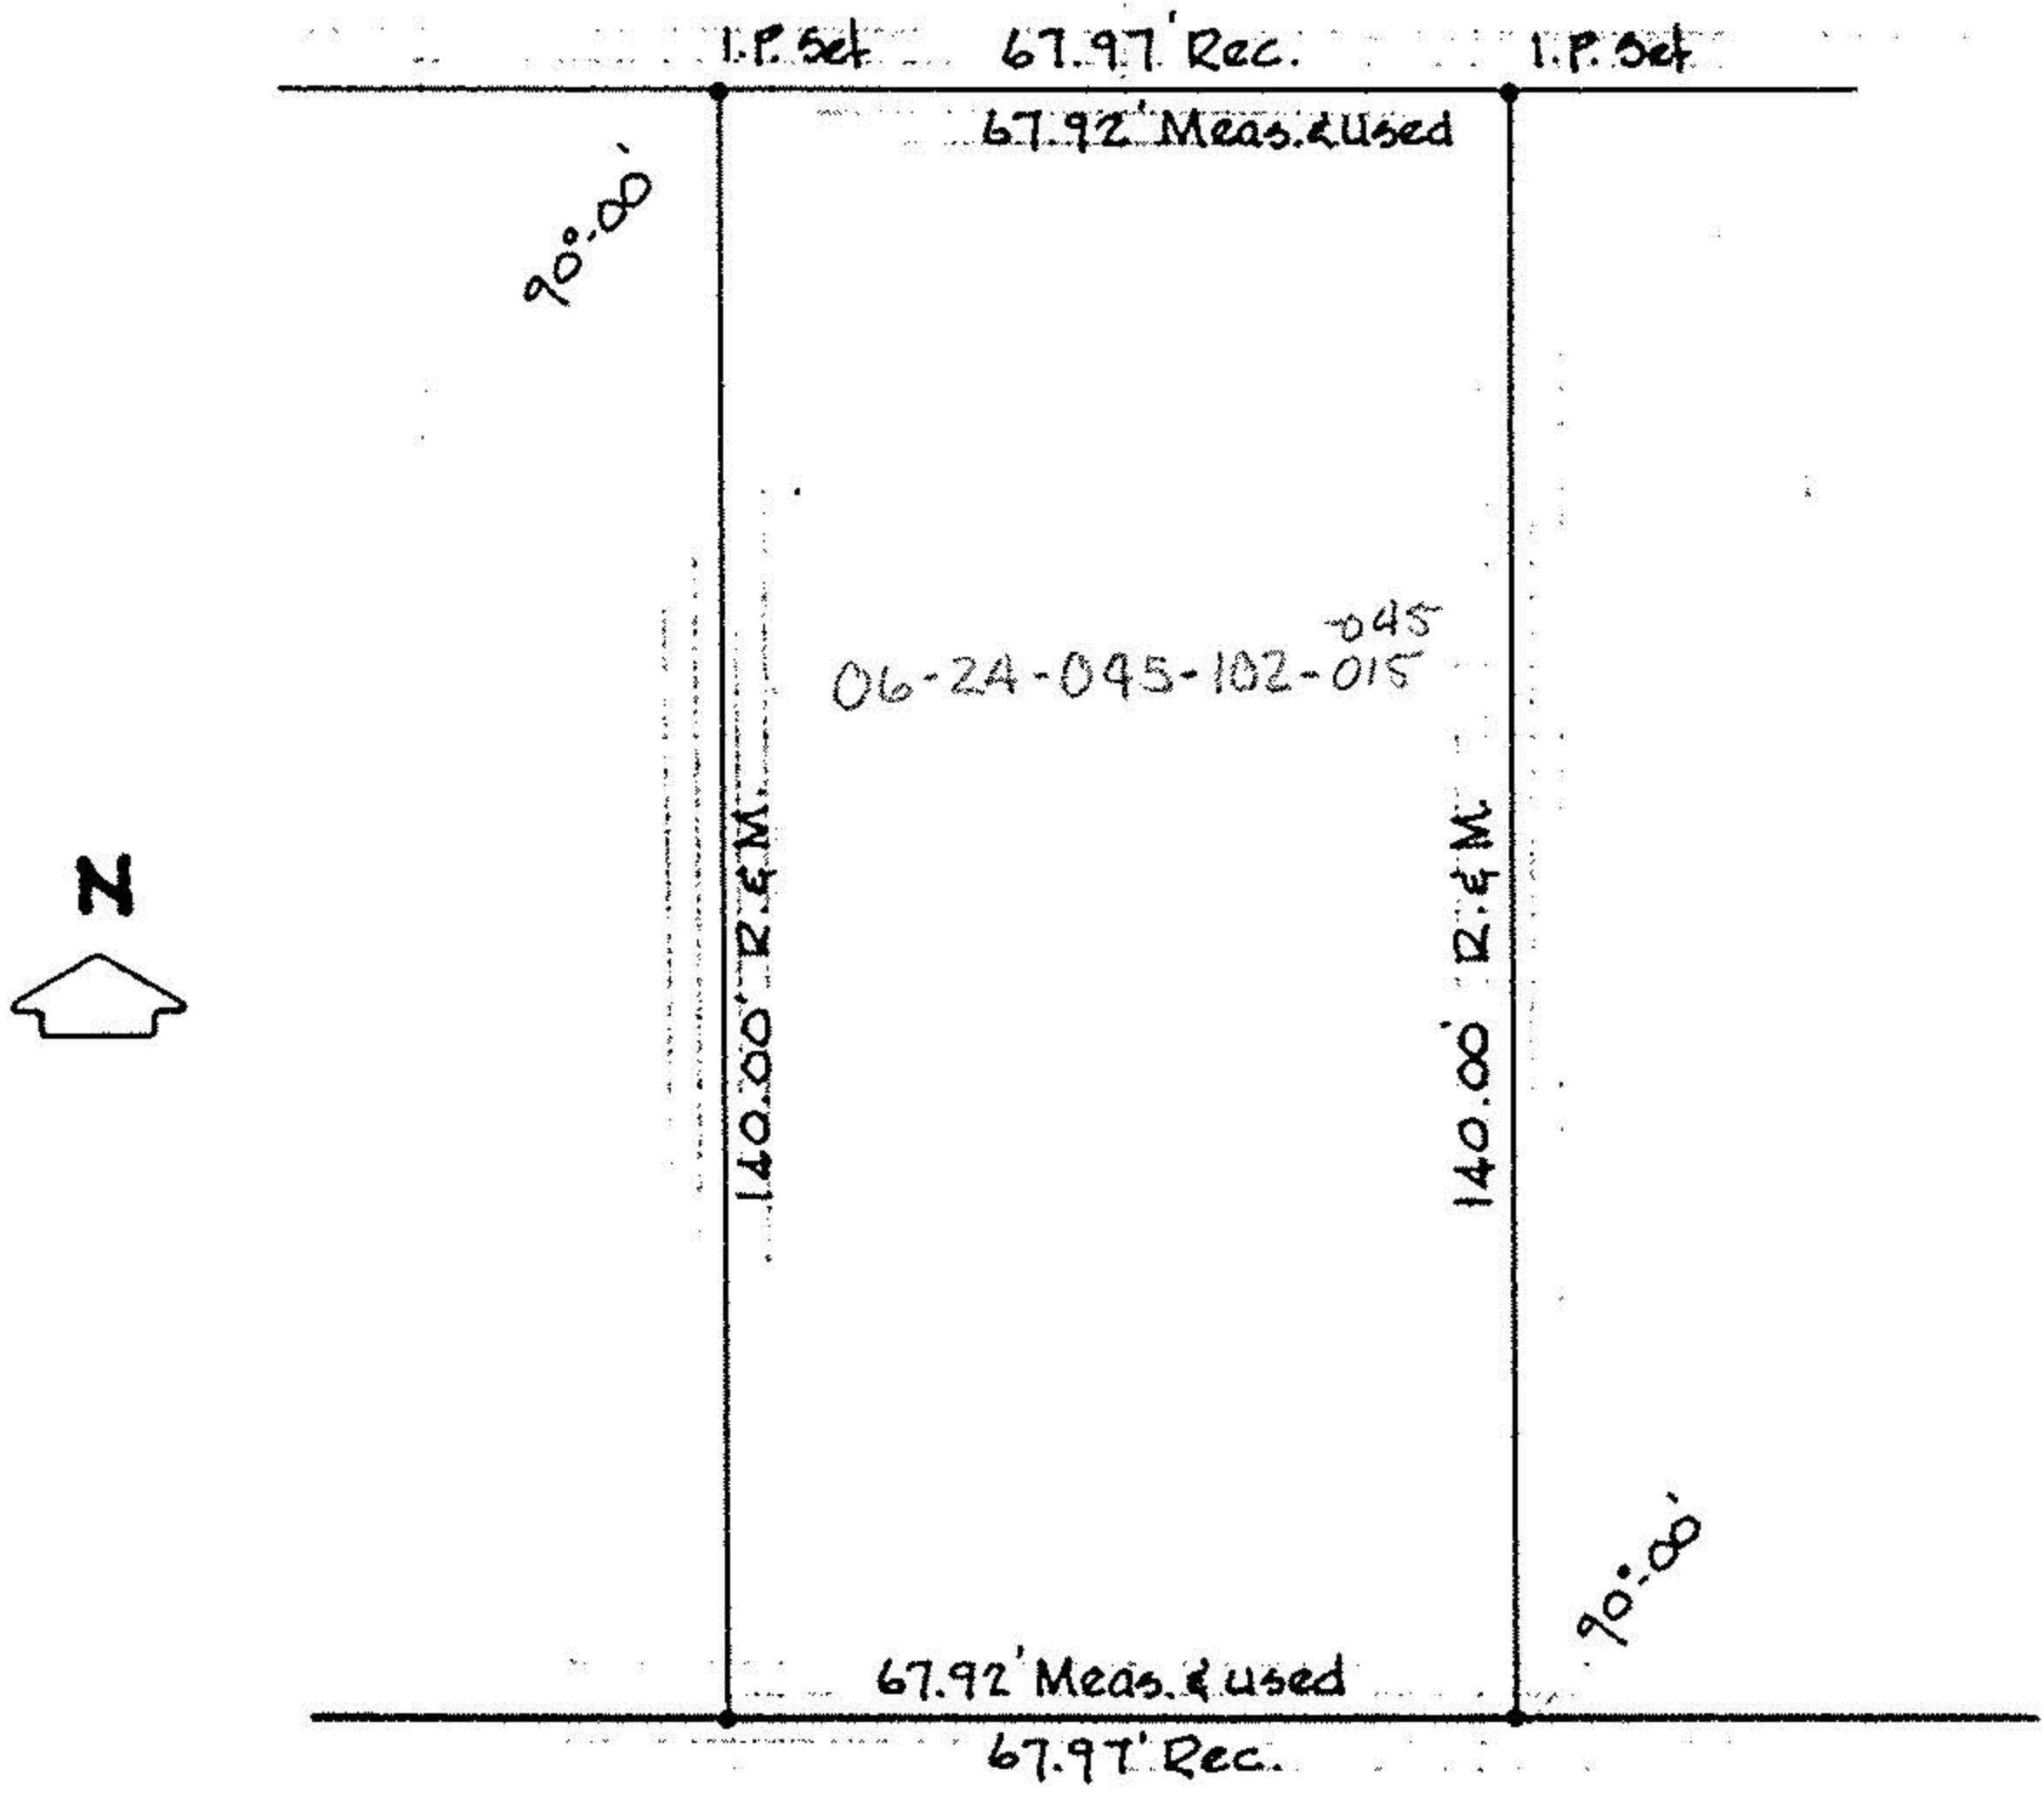 I.P. Set 67.97' Rec. I.P. Set
67.92' Meas. & Used
90°-00'
-045
06-24-045-102-015
N
140.00' R.&M.
140.00' R.&M.
90°-00'
67.92' Meas. & used
67.97' Rec.